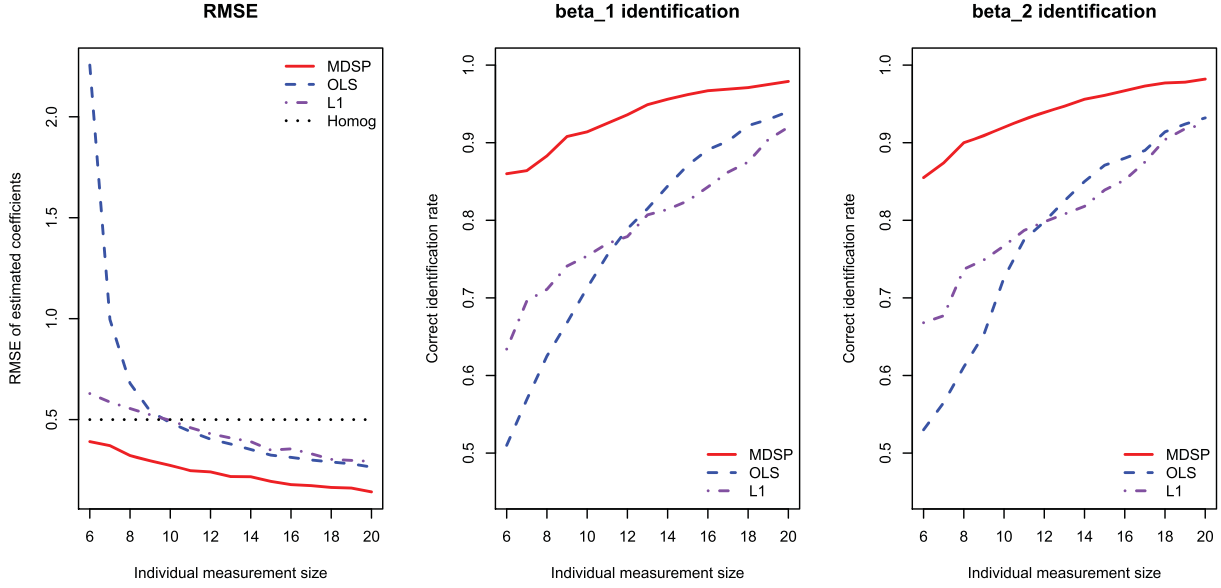 RMSE
RMSE of estimated coefficients
2.0
1.5
1.0
0.5
MDSP
OLS
L1
Homog
6 8 10 12 14 16 18 20
Individual measurement size
beta_1 identification
Correct identification rate
1.0
0.9
0.8
0.7
0.6
0.5
MDSP
OLS
L1
6 8 10 12 14 16 18 20
Individual measurement size
beta_2 identification
Correct identification rate
1.0
0.9
0.8
0.7
0.6
0.5
MDSP
OLS
L1
6 8 10 12 14 16 18 20
Individual measurement size